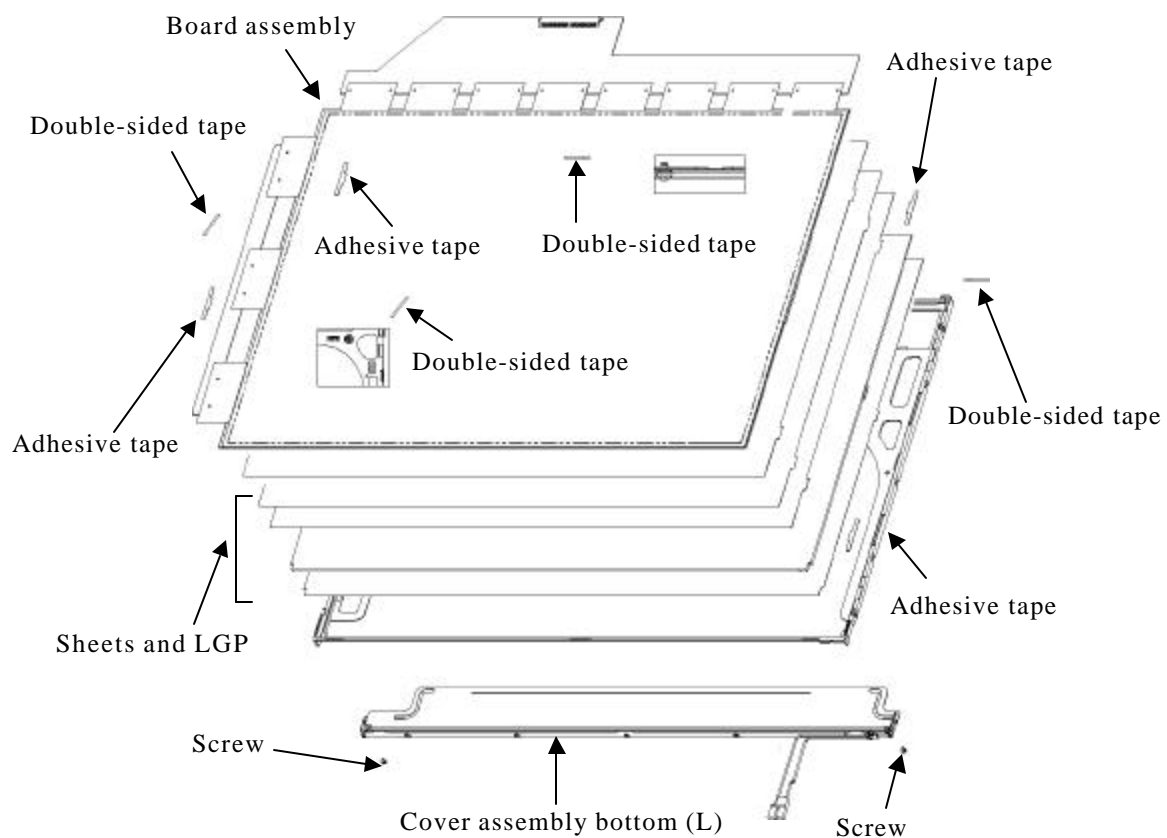 Board assembly
Adhesive tape
Double-sided tape
Adhesive tape
Double-sided tape
Double-sided tape
Double-sided tape
Adhesive tape
Adhesive tape
Sheets and LGP
Screw
Cover assembly bottom (L)
Screw